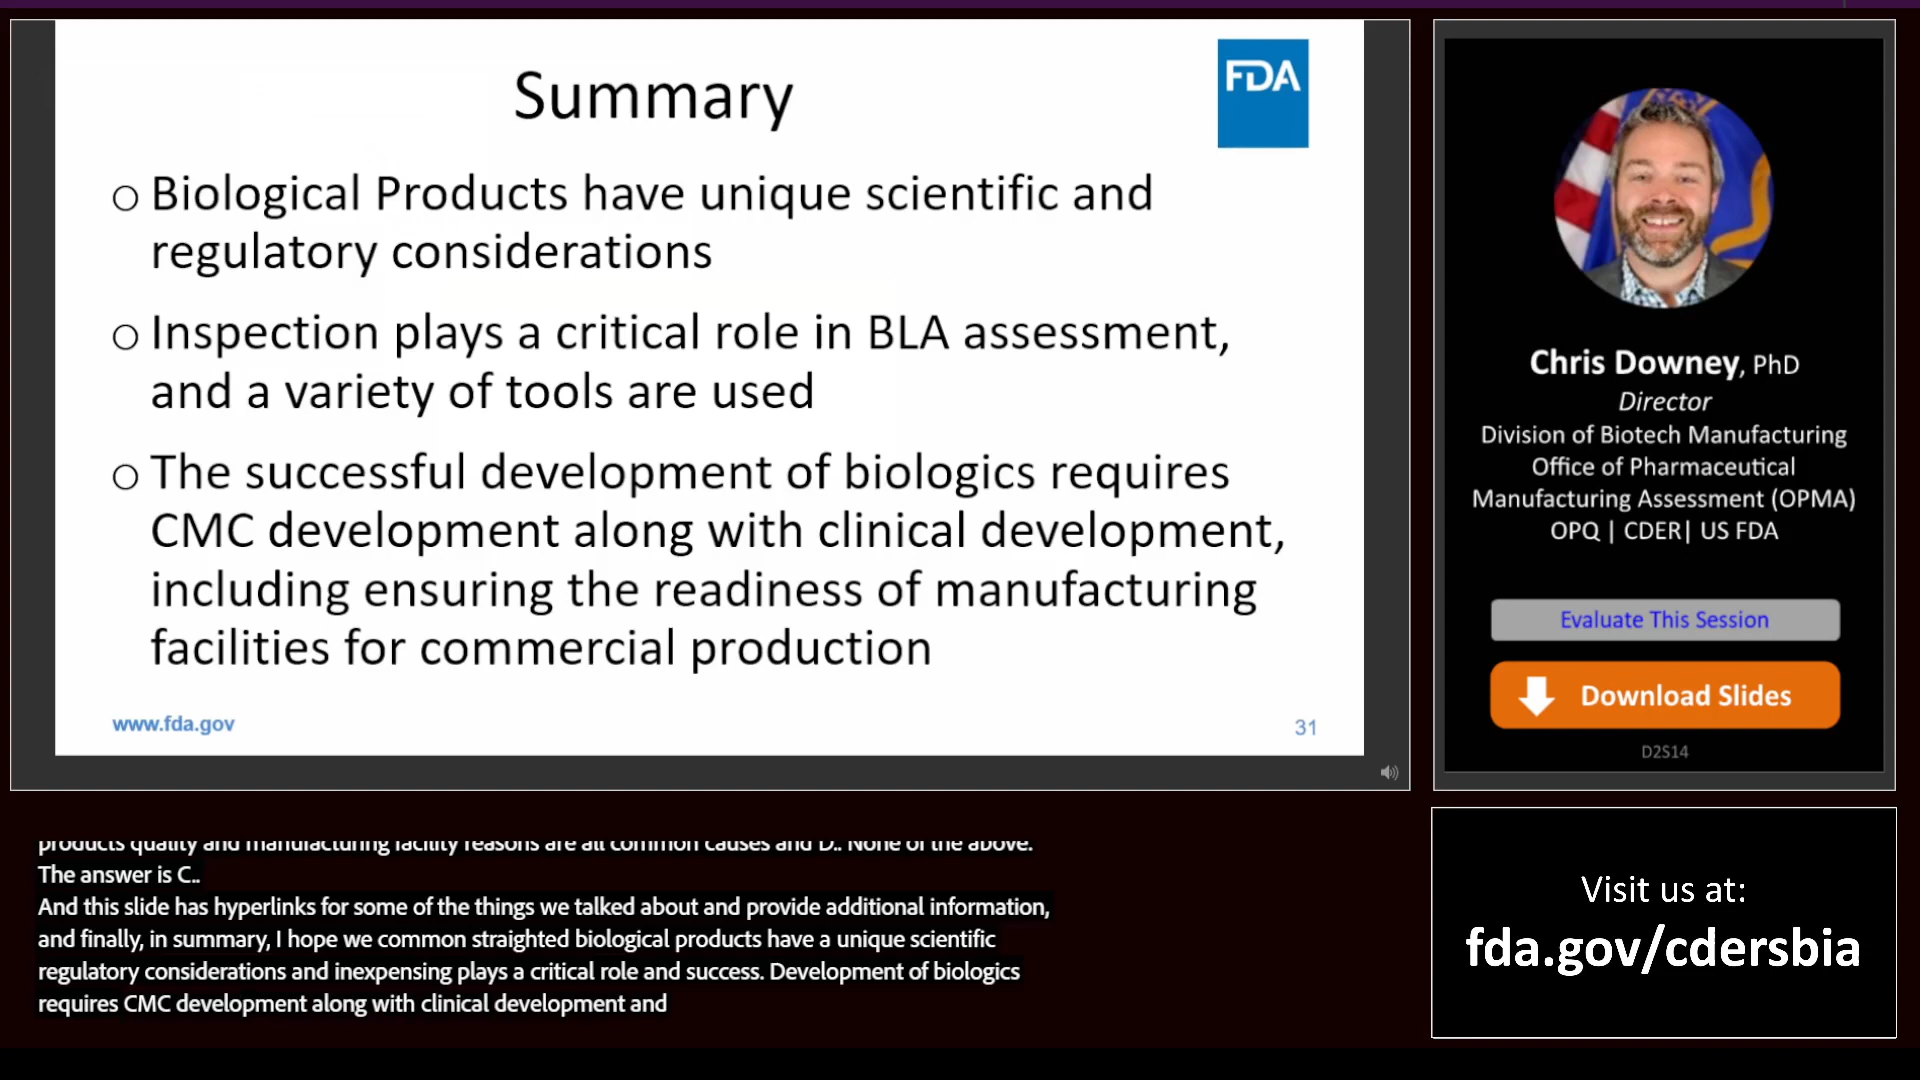 Summary
FDA
○ Biological Products have unique scientific and
regulatory considerations
○ Inspection plays a critical role in BLA assessment,
and a variety of tools are used
○ The successful development of biologics requires
CMC development along with clinical development,
including ensuring the readiness of manufacturing
facilities for commercial production
www.fda.gov
31
Chris Downey, PhD
Director
Division of Biotech Manufacturing
Office of Pharmaceutical
Manufacturing Assessment (OPMA)
OPQ | CDER| US FDA
Evaluate This Session
Download Slides
D2S14
products quality and manufacturing facility reasons are all common causes and D.. None of the above.
The answer is C..
And this slide has hyperlinks for some of the things we talked about and provide additional information,
and finally, in summary, I hope we common straighted biological products have a unique scientific
regulatory considerations and inexpensing plays a critical role and success. Development of biologics
requires CMC development along with clinical development and
Visit us at:
fda.gov/cdersbia